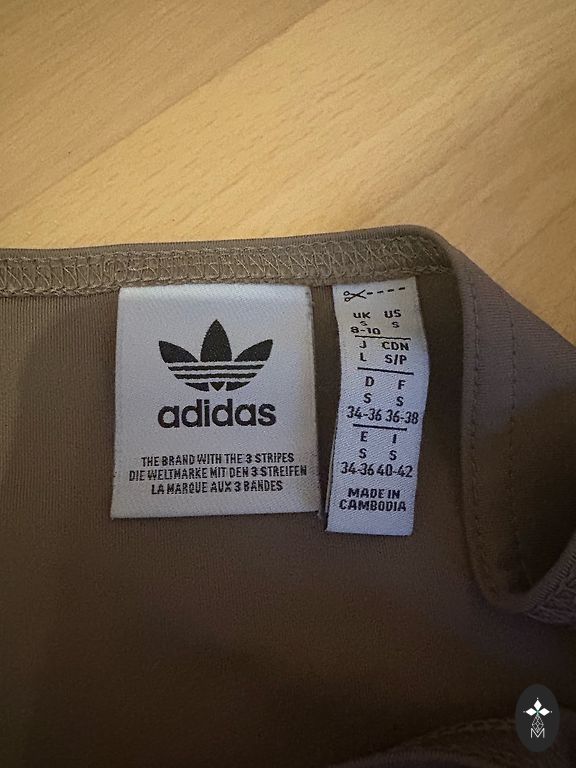 adidas
THE BRAND WITH THE 3 STRIPES
DIE WELTMARKE MIT DEN 3 STREIFEN
LA MARQUE AUX 3 BANDES
UK US
S S
8-10
J CDN
L S/P
D F
S S
34-36 36-38
E I
S S
34-36 40-42
MADE IN
CAMBODIA
M